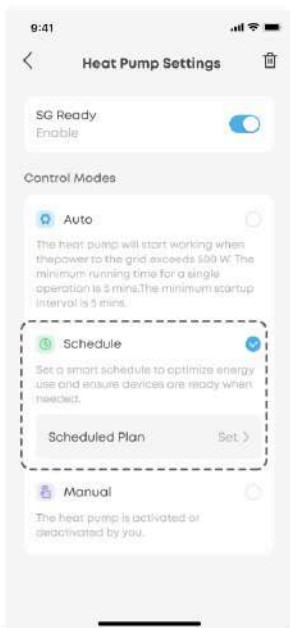 9:41
Heat Pump Settings
SG Ready
Enable
Control Modes
Auto
The heat pump will start working when
thepower to the grid exceeds 500 W. The
minimum running time for a single
operation is 5 mins.The minimum startup
interval is 5 mins.
Schedule
Set a smart schedule to optimize energy
use and ensure devices are ready when
needed.
Scheduled Plan Set >
Manual
The heat pump is activated or
deactivated by you.